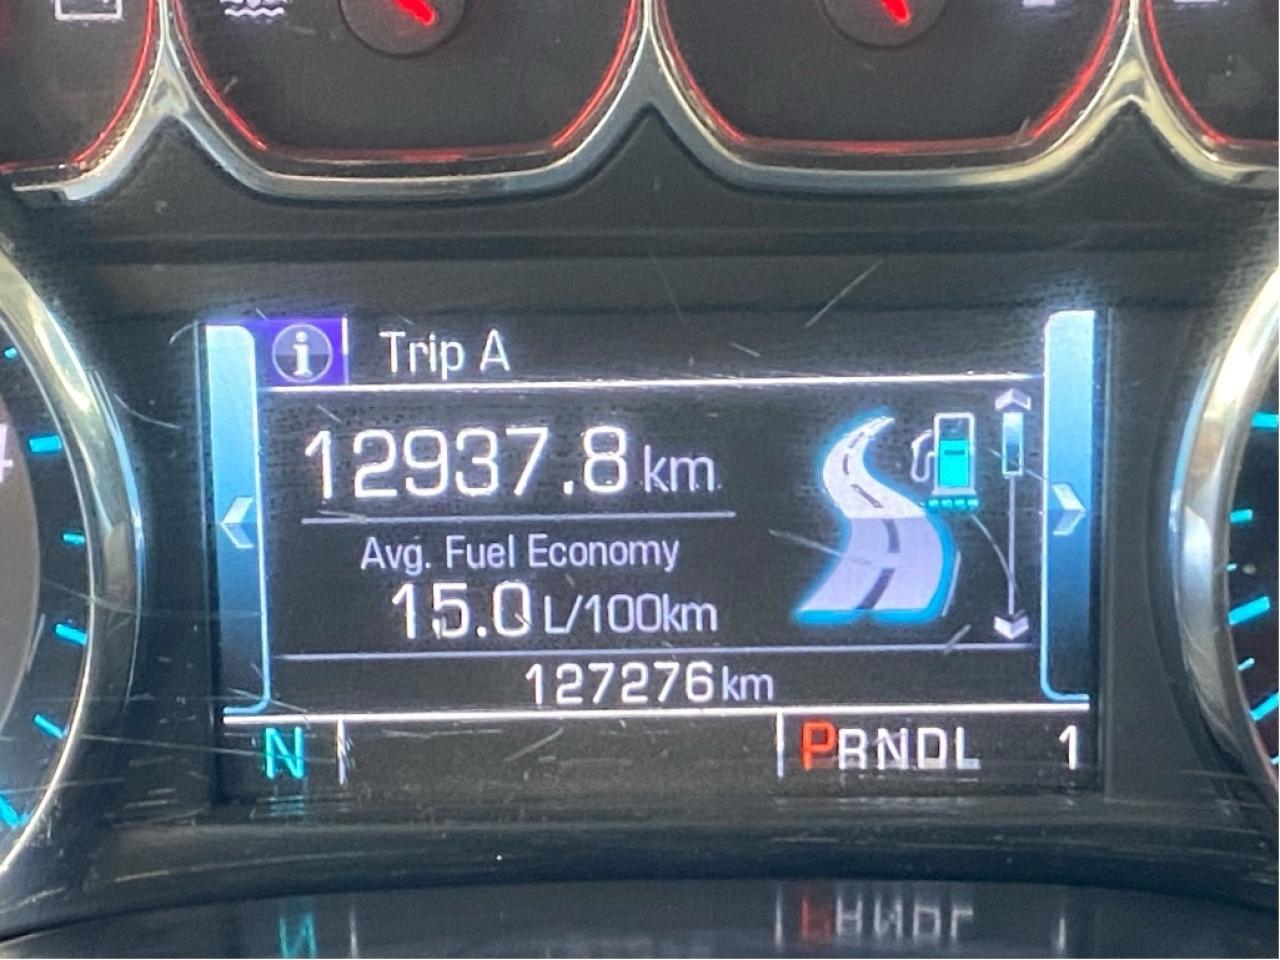 Trip A
12937.8 km
Avg. Fuel Economy
15.0 L/100km
127276 km
N PRNDL 1